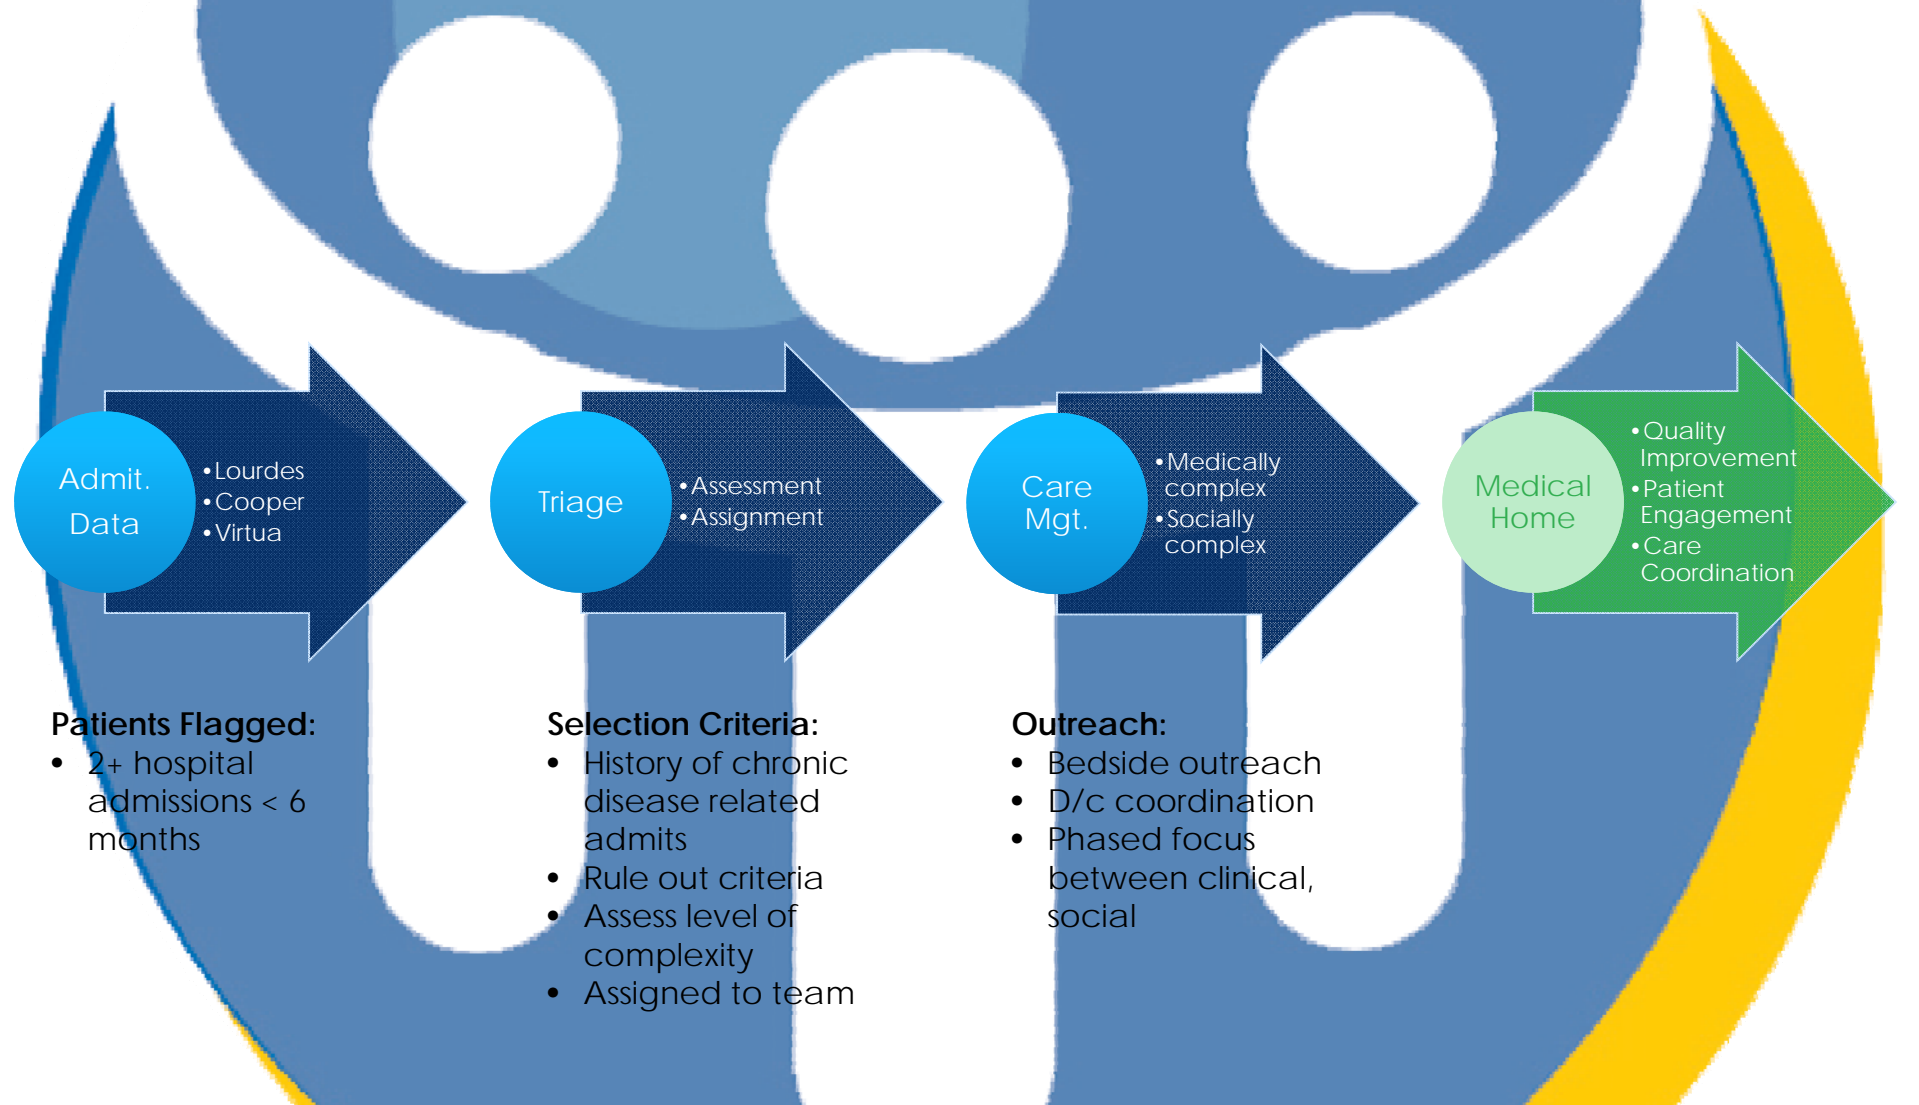 Admit.
Data
•Lourdes
•Cooper
•Virtua
Triage
•Assessment
•Assignment
Care
Mgt.
•Medically
complex
•Socially
complex
Medical
Home
•Quality
Improvement
•Patient
Engagement
•Care
Coordination
Patients Flagged:
• 2+ hospital
admissions < 6
months
Selection Criteria:
• History of chronic
disease related
admits
• Rule out criteria
• Assess level of
complexity
• Assigned to team
Outreach:
• Bedside outreach
• D/c coordination
• Phased focus
between clinical,
social